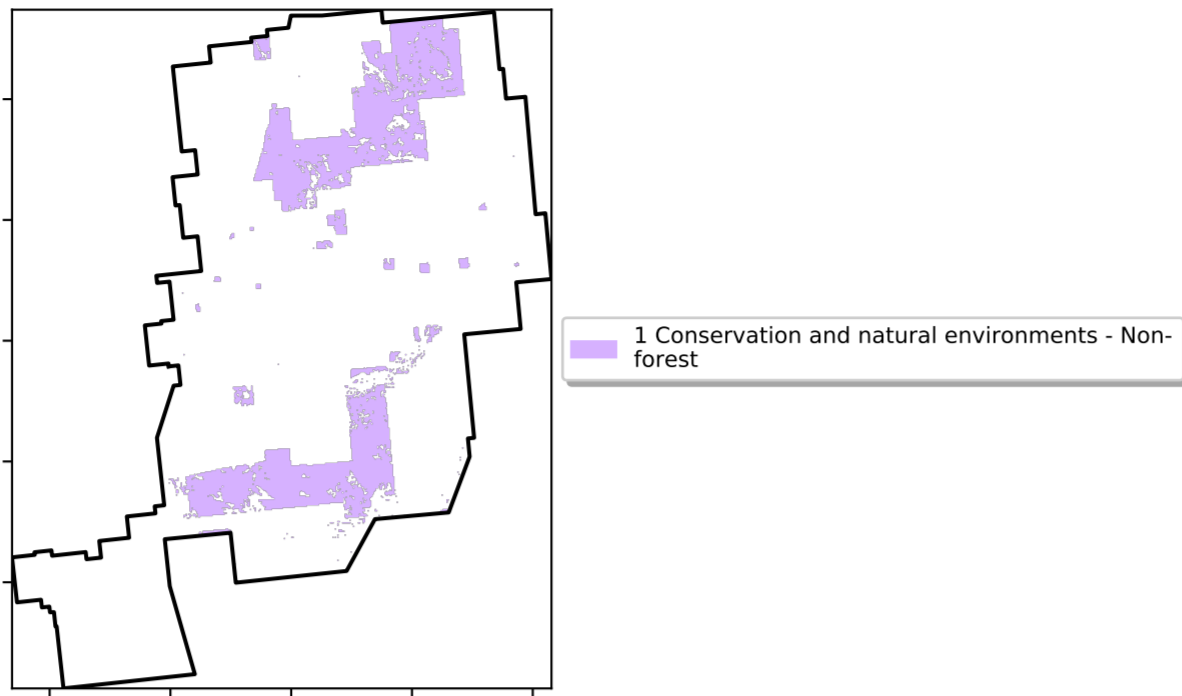 1 Conservation and natural environments - Non-
forest